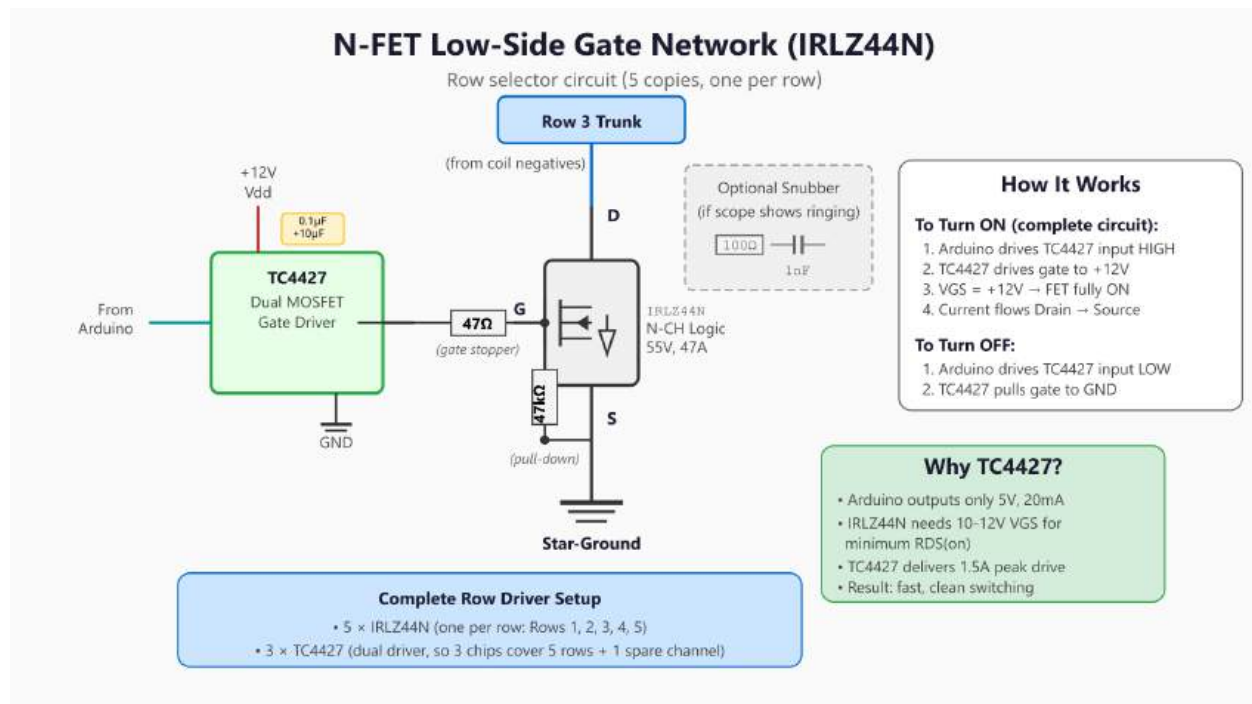 N-FET Low-Side Gate Network (IRLZ44N)
Row selector circuit (5 copies, one per row)
Row 3 Trunk
(from coil negatives)
D
+12V
Vdd
0.1µF
+10µF
TC4427
Dual MOSFET
Gate Driver
From
Arduino
GND
47Ω
(gate stopper)
G
IRLZ44N
N-CH Logic
55V, 47A
47kΩ
(pull-down)
S
Star-Ground
Optional Snubber
(if scope shows ringing)
100Ω
1nF
How It Works
To Turn ON (complete circuit):
1. Arduino drives TC4427 input HIGH
2. TC4427 drives gate to +12V
3. VGS = +12V → FET fully ON
4. Current flows Drain → Source
To Turn OFF:
1. Arduino drives TC4427 input LOW
2. TC4427 pulls gate to GND
Why TC4427?
• Arduino outputs only 5V, 20mA
• IRLZ44N needs 10-12V VGS for
minimum RDS(on)
• TC4427 delivers 1.5A peak drive
• Result: fast, clean switching
Complete Row Driver Setup
• 5 × IRLZ44N (one per row: Rows 1, 2, 3, 4, 5)
• 3 × TC4427 (dual driver, so 3 chips cover 5 rows + 1 spare channel)